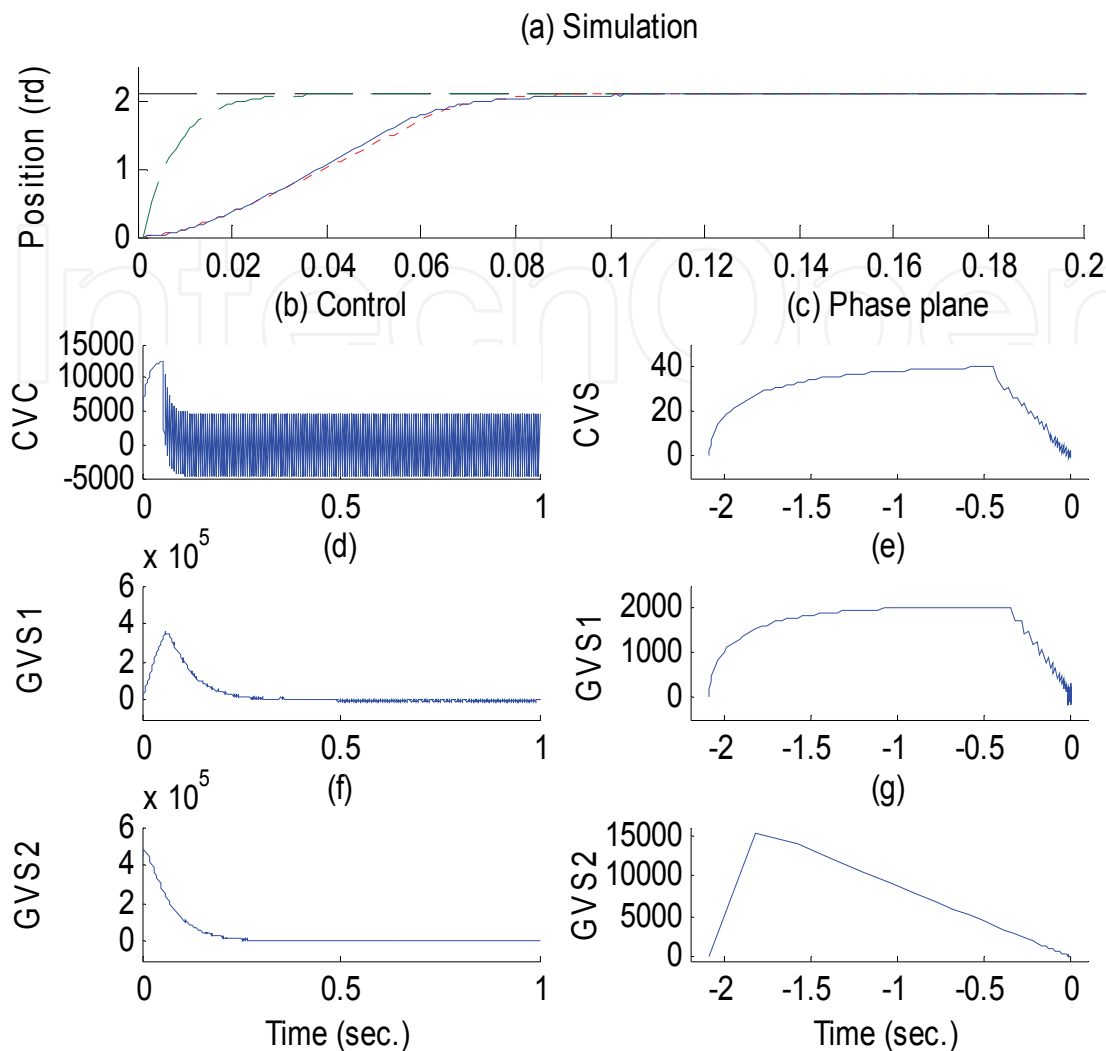 (a) Simulation
Position (rd)
2
1
0
0 0.02 0.04 0.06 0.08 0.1 0.12 0.14 0.16 0.18 0.2
IntechOpen
(b) Control
(c) Phase plane
CVC
15000
10000
5000
0
-5000
0 0.5 1
CVS
40
20
0
-2 -1.5 -1 -0.5 0
(d)
(e)
x 10^5
GVS1
6
4
2
0
0 0.5 1
GVS1
2000
1000
0
-2 -1.5 -1 -0.5 0
(f)
(g)
x 10^5
GVS2
6
4
2
0
0 0.5 1
Time (sec.)
GVS2
15000
10000
5000
0
-2 -1.5 -1 -0.5 0
Time (sec.)